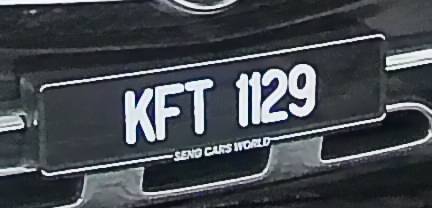 KFT 1129
SENG CARS WORLD